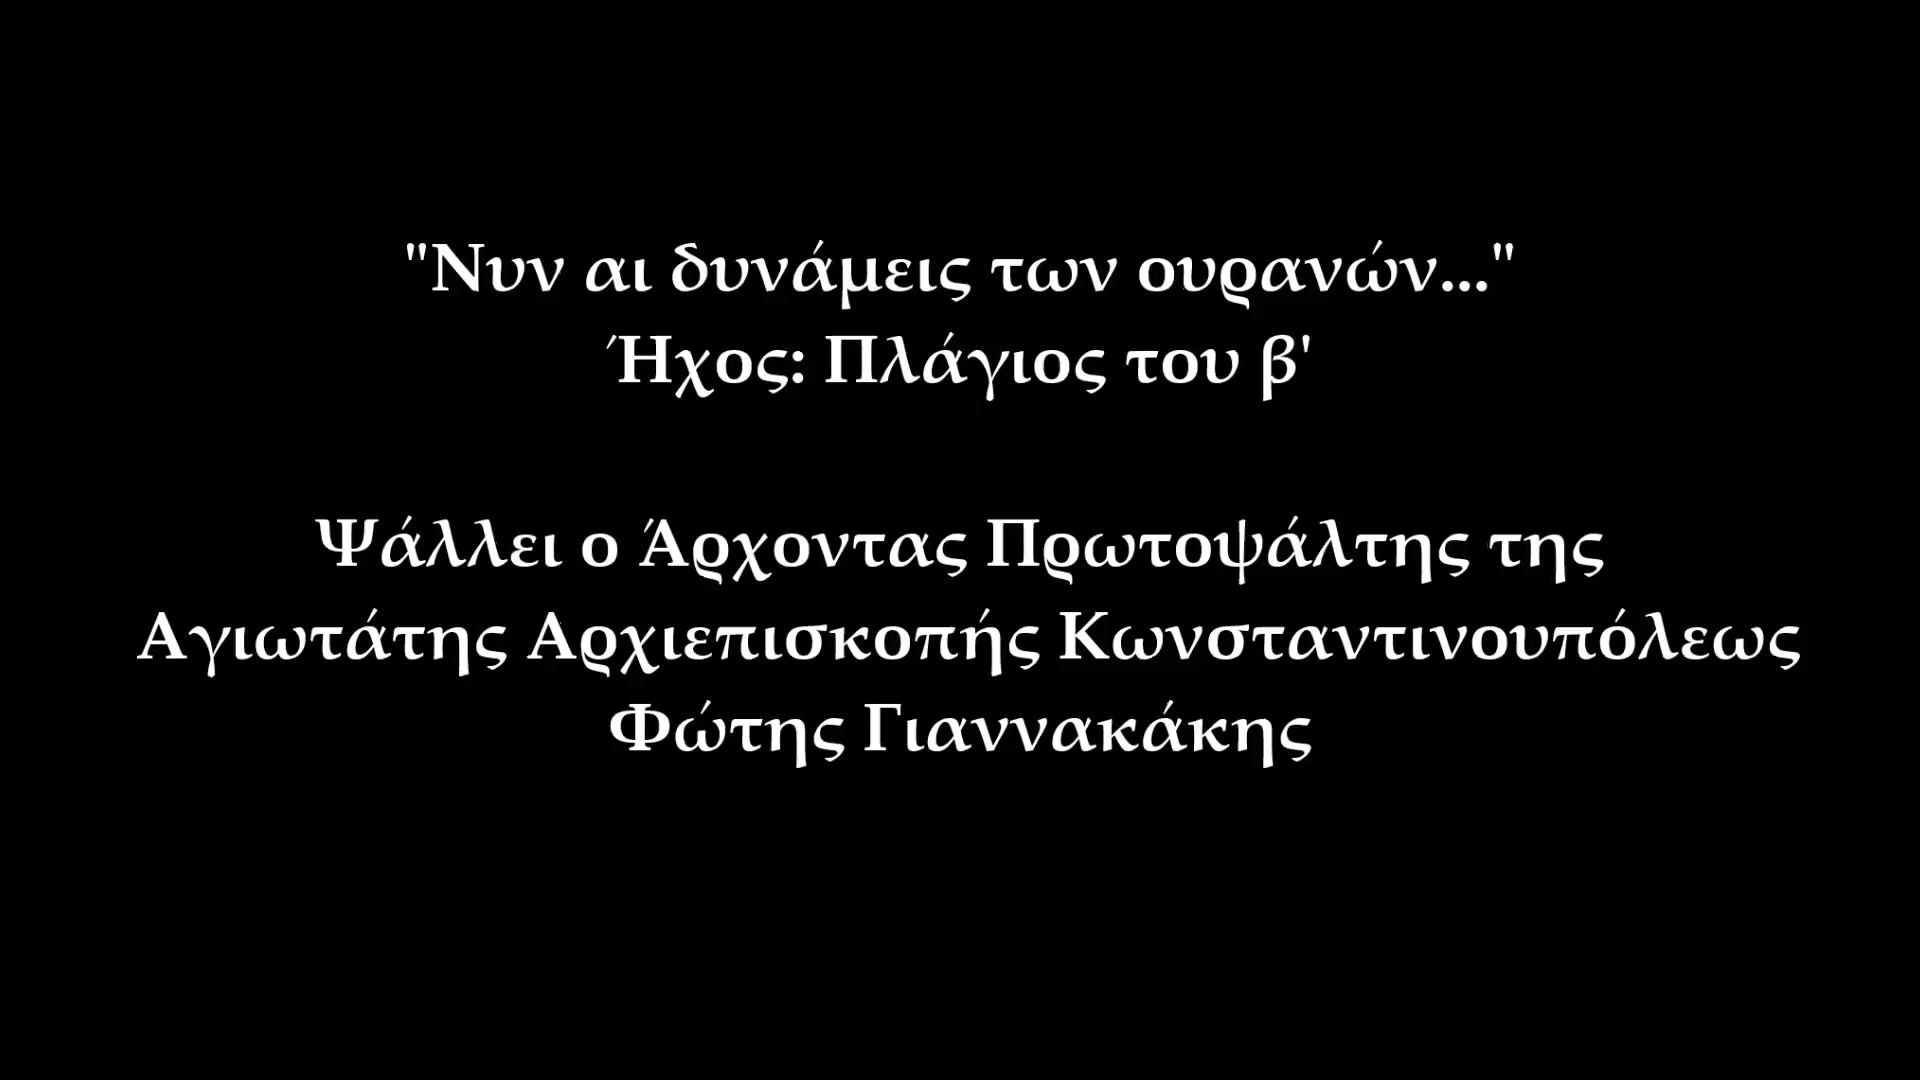 "Νυν αι δυνάμεις των ουρανών..."
Ήχος: Πλάγιος του β'
Ψάλλει ο Άρχοντας Πρωτοψάλτης της
Αγιωτάτης Αρχιεπισκοπής Κωνσταντινουπόλεως
Φώτης Γιαννακάκης